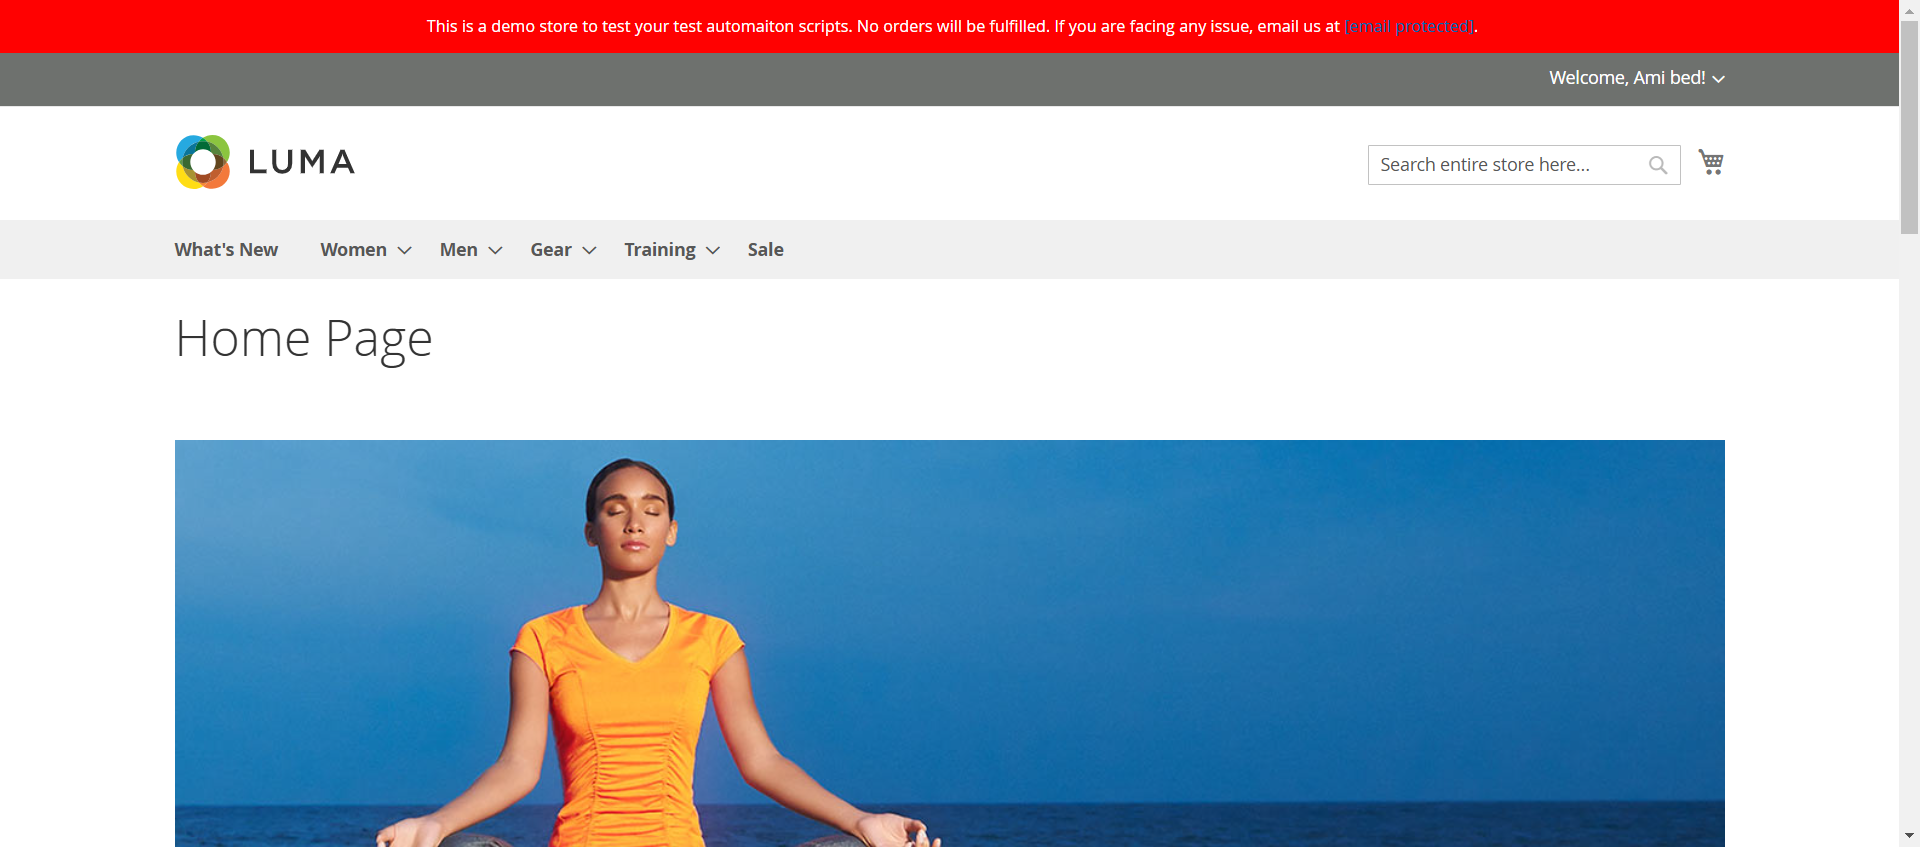 This is a demo store to test your test automaiton scripts. No orders will be fulfilled. If you are facing any issue, email us at [email protected].
Welcome, Ami bed!
LUMA
Search entire store here...
What's New Women Men Gear Training Sale
Home Page